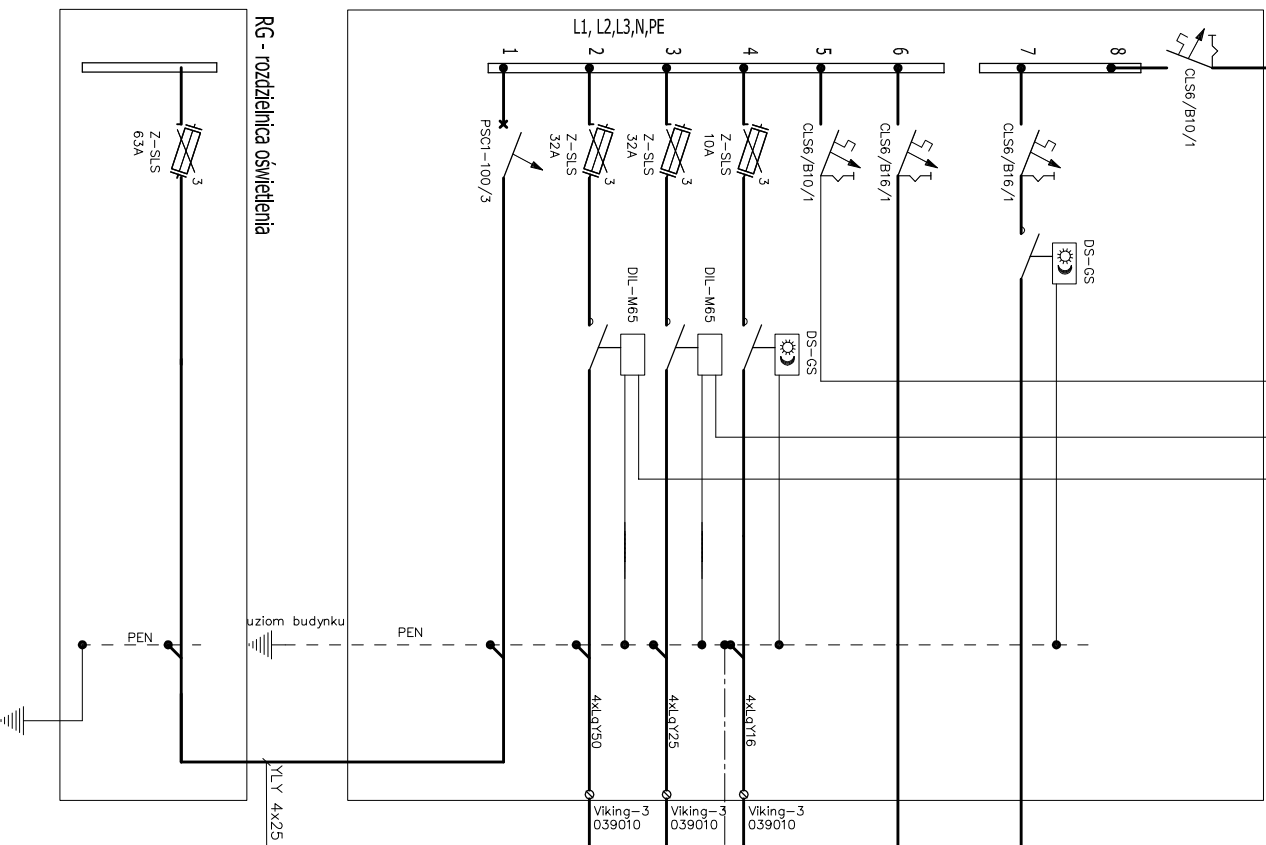 RG - rozdzielnica oświetlenia
Z-SLS
63A
3
PEN
uziom budynku
YLY 4x25
L1, L2,L3,N,PE
1
2
3
4
5
6
7
8
PSC1-100/3
Z-SLS
32A
3
Z-SLS
32A
3
Z-SLS
10A
3
CLS6/B10/1
CLS6/B16/1
CLS6/B16/1
CLS6/B10/1
DIL-M65
DIL-M65
DS-GS
DS-GS
PEN
4xLgY50
4xLgY25
4xLgY16
Viking-3
039010
Viking-3
039010
Viking-3
039010